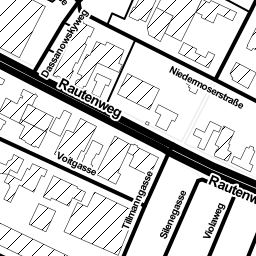 Dassanowskyweg
Niedermoserstraße
Rautenweg
Voitgasse
Tillmanngasse
Silenegasse
Violaweg
Rautenw